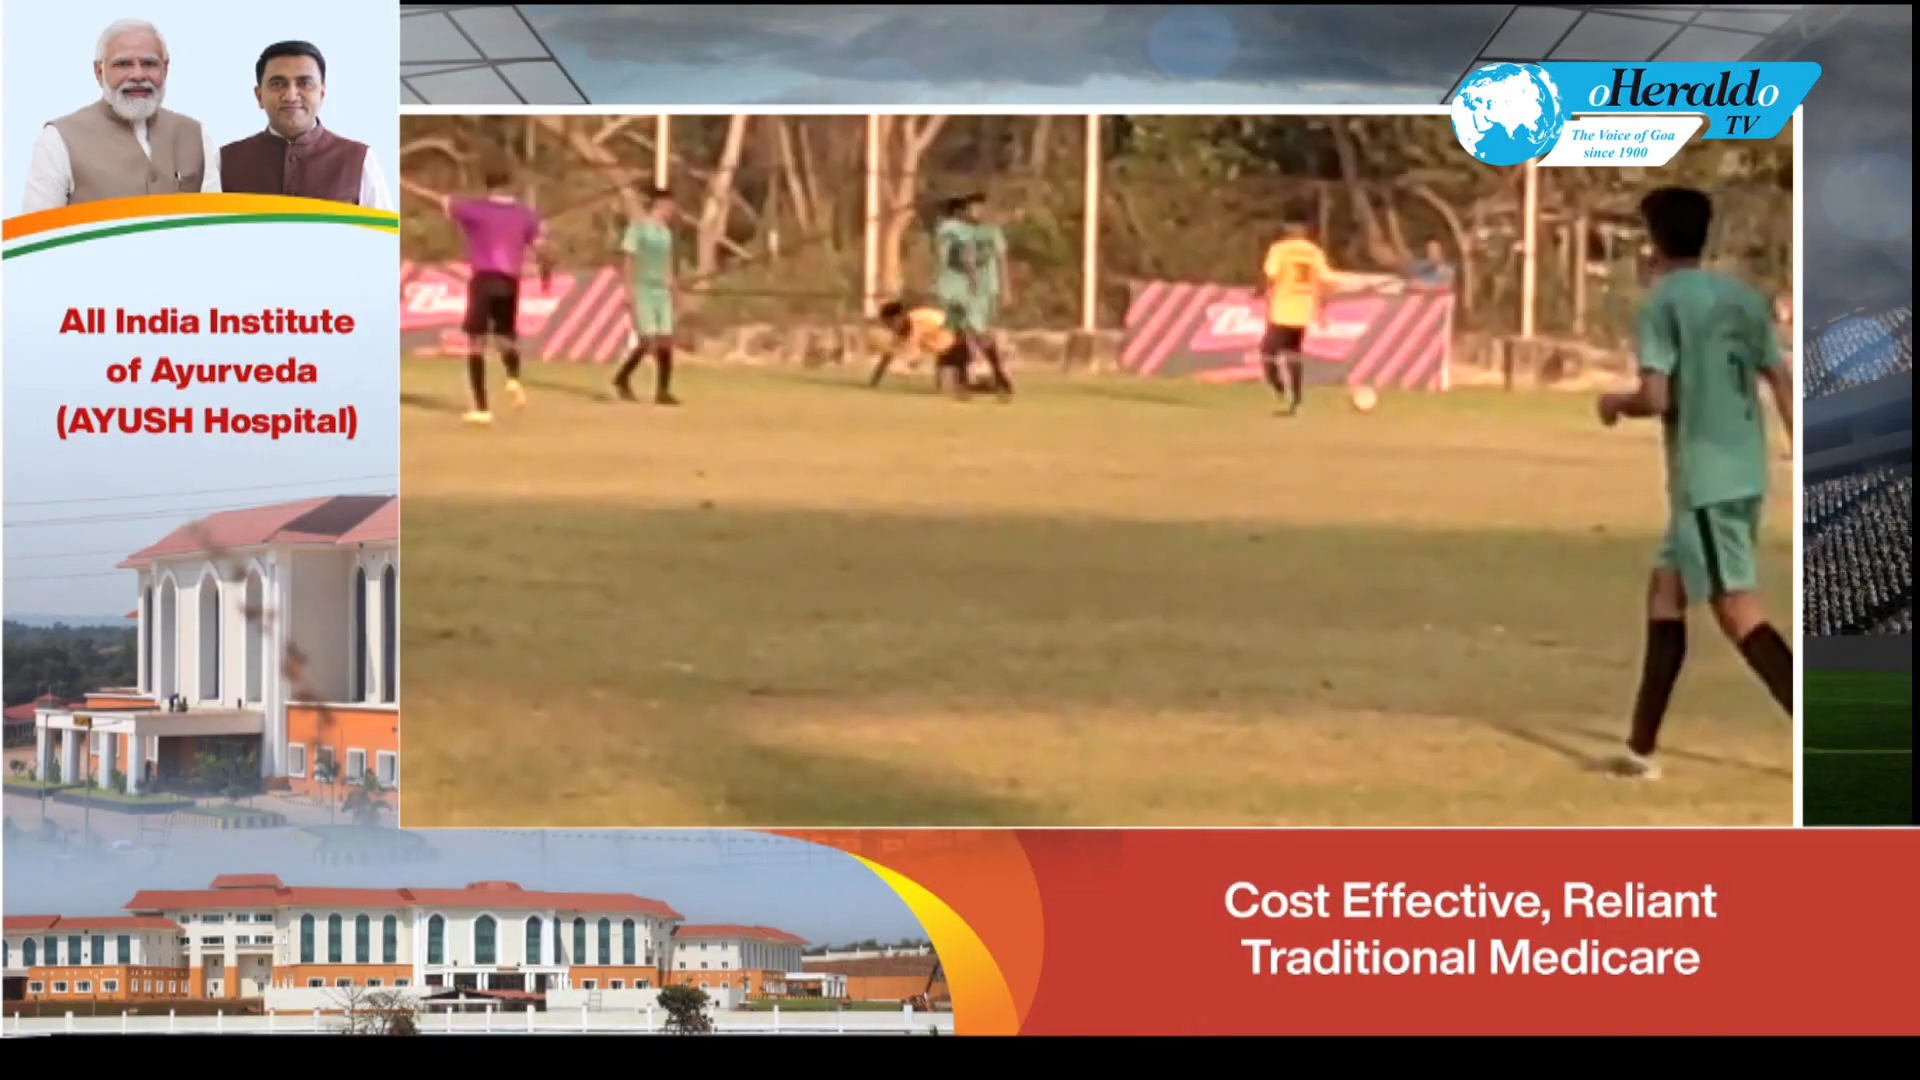 oHeraldo
TV
The Voice of Goa
since 1900
All India Institute
of Ayurveda
(AYUSH Hospital)
Cost Effective, Reliant
Traditional Medicare